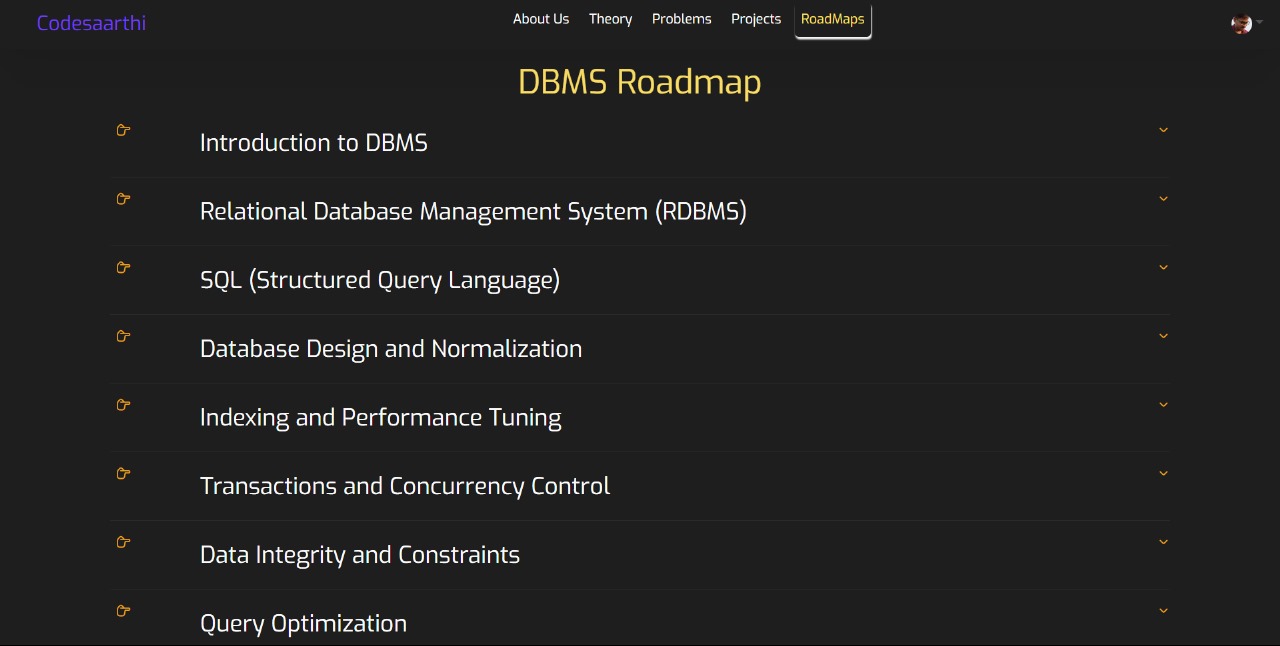 Codesaarthi
About Us Theory Problems Projects RoadMaps
DBMS Roadmap
Introduction to DBMS
Relational Database Management System (RDBMS)
SQL (Structured Query Language)
Database Design and Normalization
Indexing and Performance Tuning
Transactions and Concurrency Control
Data Integrity and Constraints
Query Optimization